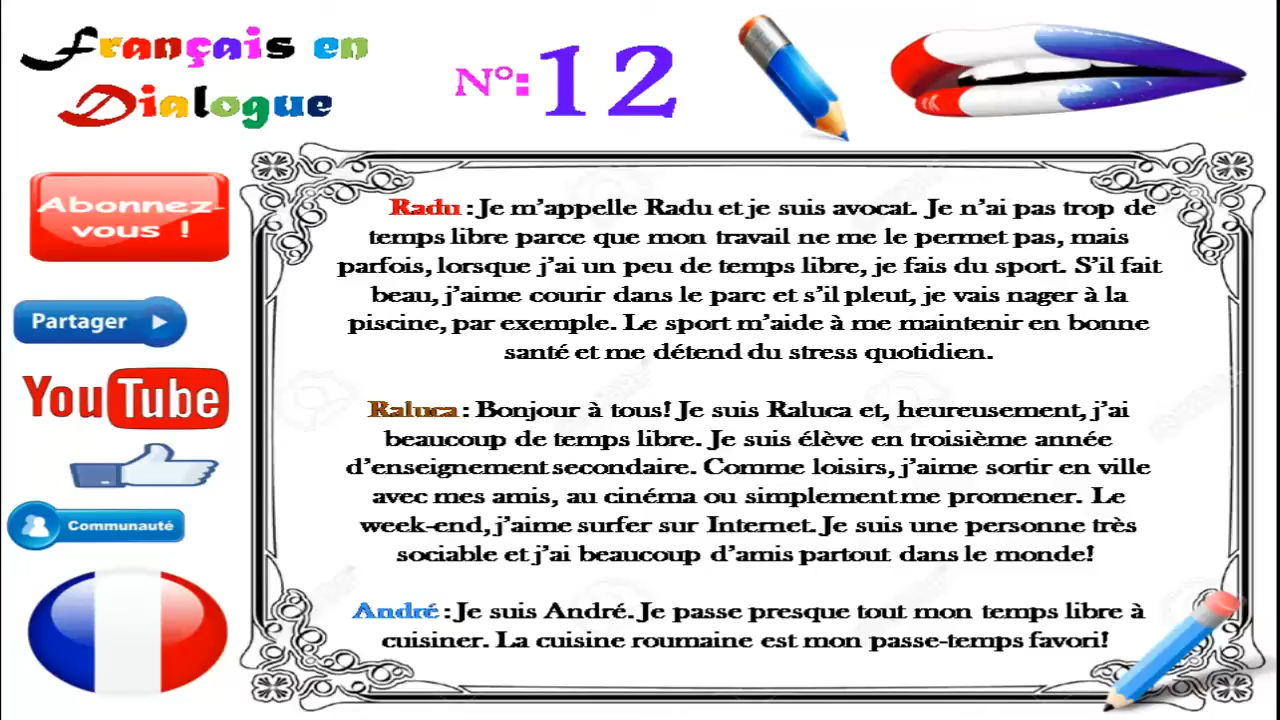 Français en
Dialogue
N°:12
Abonnez-
vous !
Partager
YouTube
Communauté
Radu : Je m’appelle Radu et je suis avocat. Je n’ai pas trop de
temps libre parce que mon travail ne me le permet pas, mais
parfois, lorsque j’ai un peu de temps libre, je fais du sport. S’il fait
beau, j’aime courir dans le parc et s’il pleut, je vais nager à la
piscine, par exemple. Le sport m’aide à me maintenir en bonne
santé et me détend du stress quotidien.
Raluca : Bonjour à tous! Je suis Raluca et, heureusement, j’ai
beaucoup de temps libre. Je suis élève en troisième année
d’enseignement secondaire. Comme loisirs, j’aime sortir en ville
avec mes amis, au cinéma ou simplement me promener. Le
week-end, j’aime surfer sur Internet. Je suis une personne très
sociable et j’ai beaucoup d’amis partout dans le monde!
André : Je suis André. Je passe presque tout mon temps libre à
cuisiner. La cuisine roumaine est mon passe-temps favori!